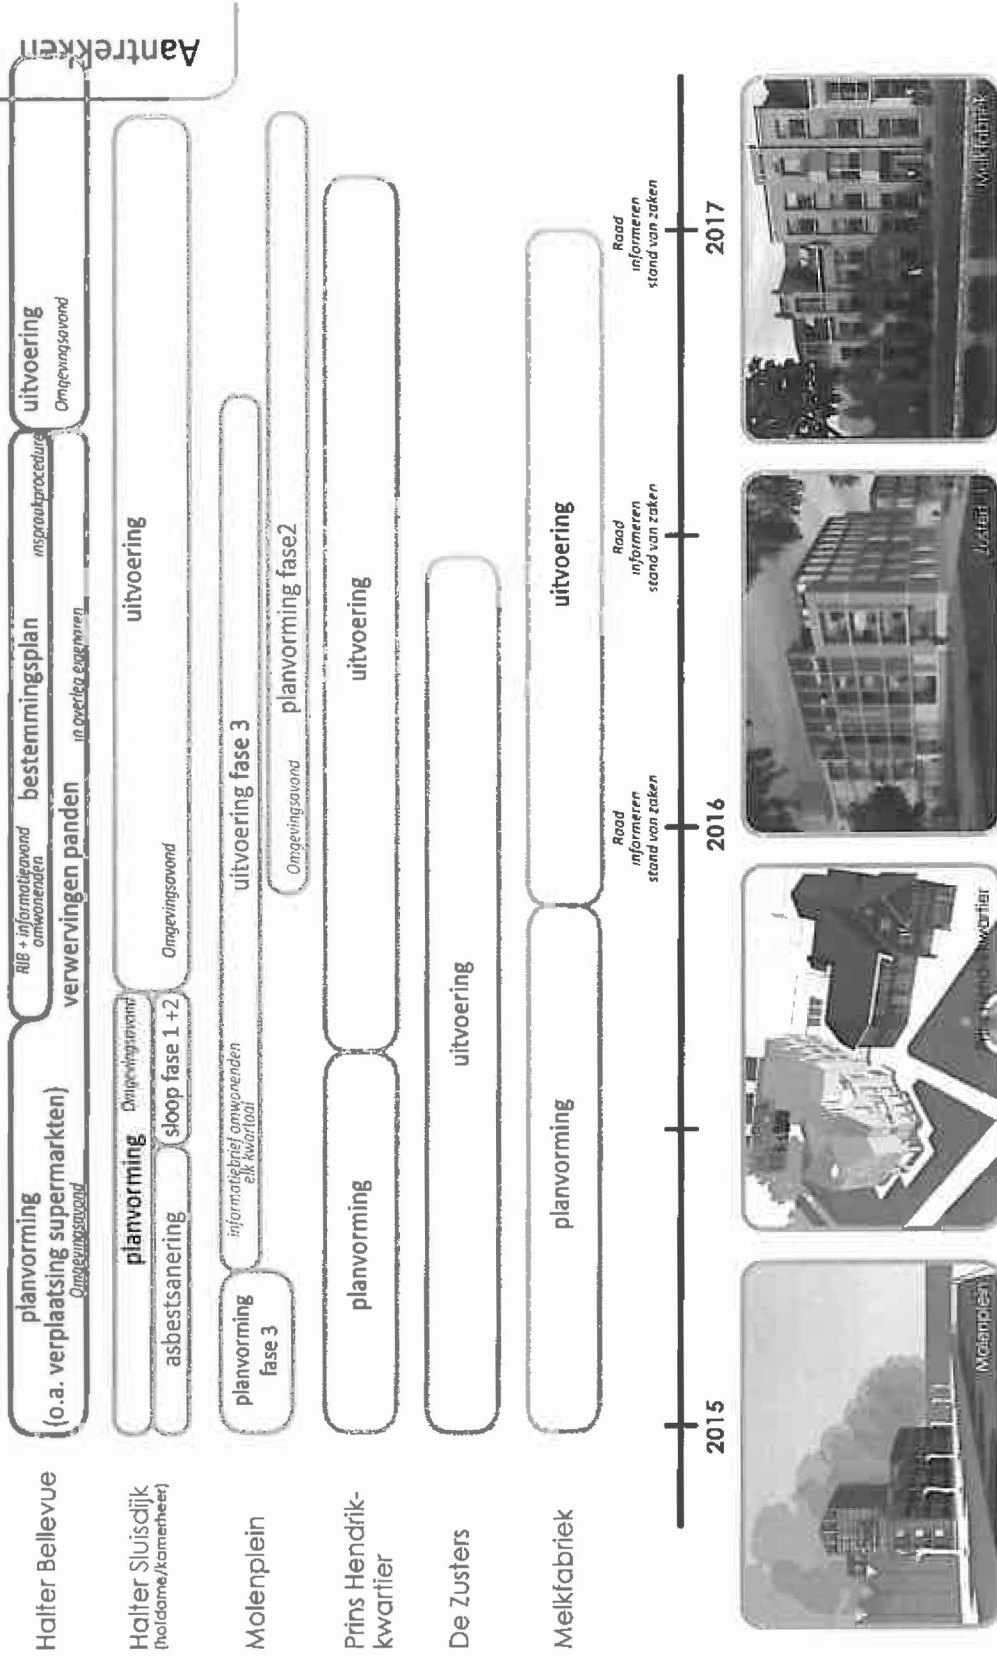 Aantrekken
Halter Bellevue
planvorming
(o.a. verplaatsing supermarkten)
Omgevingsavond
RIB + informatieavond
omwonenden
bestemmingsplan
inspraakprocedure
verwervingen panden
in overleg eigenaren
uitvoering
Omgevingsavond
Halter Sluisdijk
(hofdame/kamerheer)
planvorming
Omgevingsavond
asbestsanering
sloop fase 1 +2
uitvoering
Omgevingsavond
Molenplein
planvorming
fase 3
informatiebrief omwonenden
elk kwartaal
uitvoering fase 3
Omgevingsavond
planvorming fase2
Prins Hendrik-
kwartier
planvorming
uitvoering
De Zusters
uitvoering
Melkfabriek
planvorming
uitvoering
Raad
informeren
stand van zaken
Raad
informeren
stand van zaken
Raad
informeren
stand van zaken
2015
2016
2017
Molenplein
Prins Hendrikkwartier
Zusters
Melkfabriek